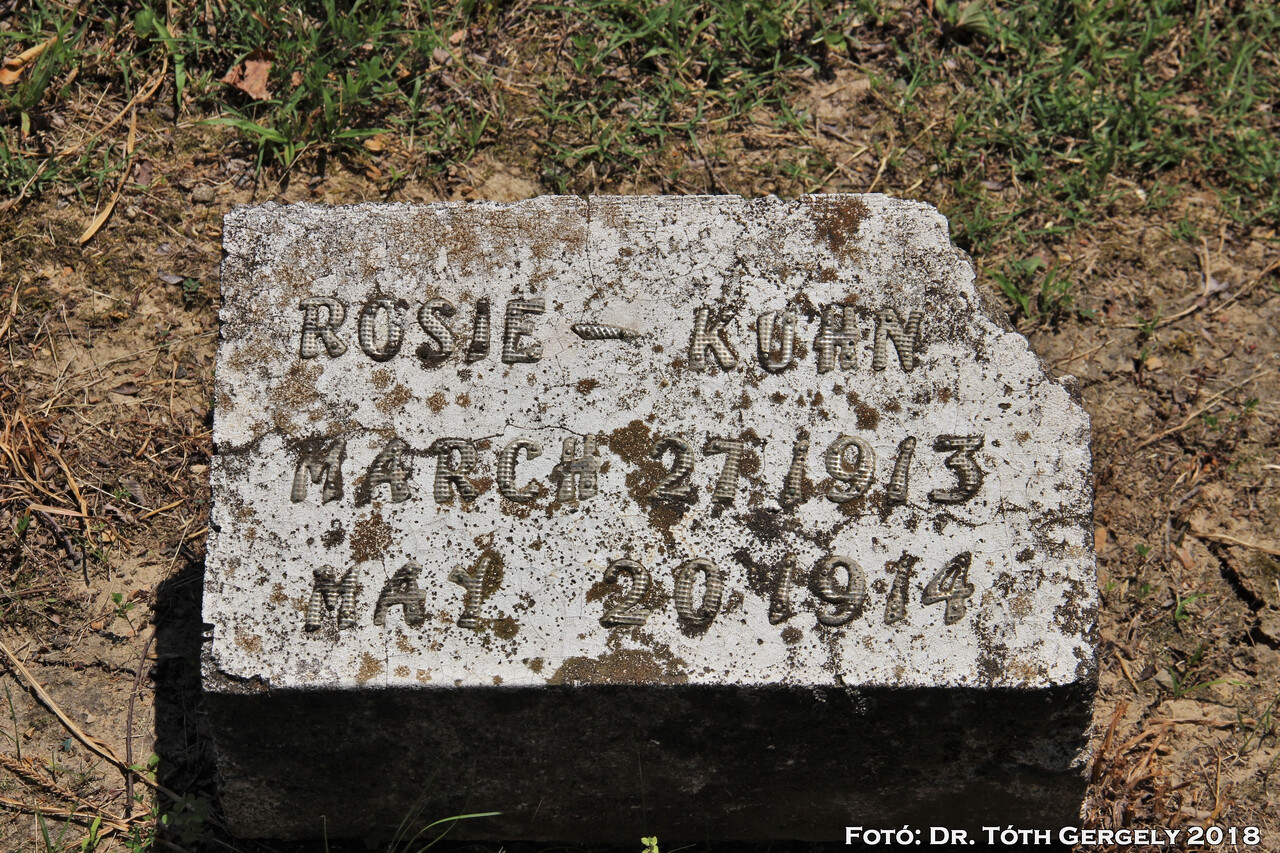 ROSIE - KUHN
MARCH 27 1913
MAY 20 1914
FOTÓ: DR. TÓTH GERGELY 2018